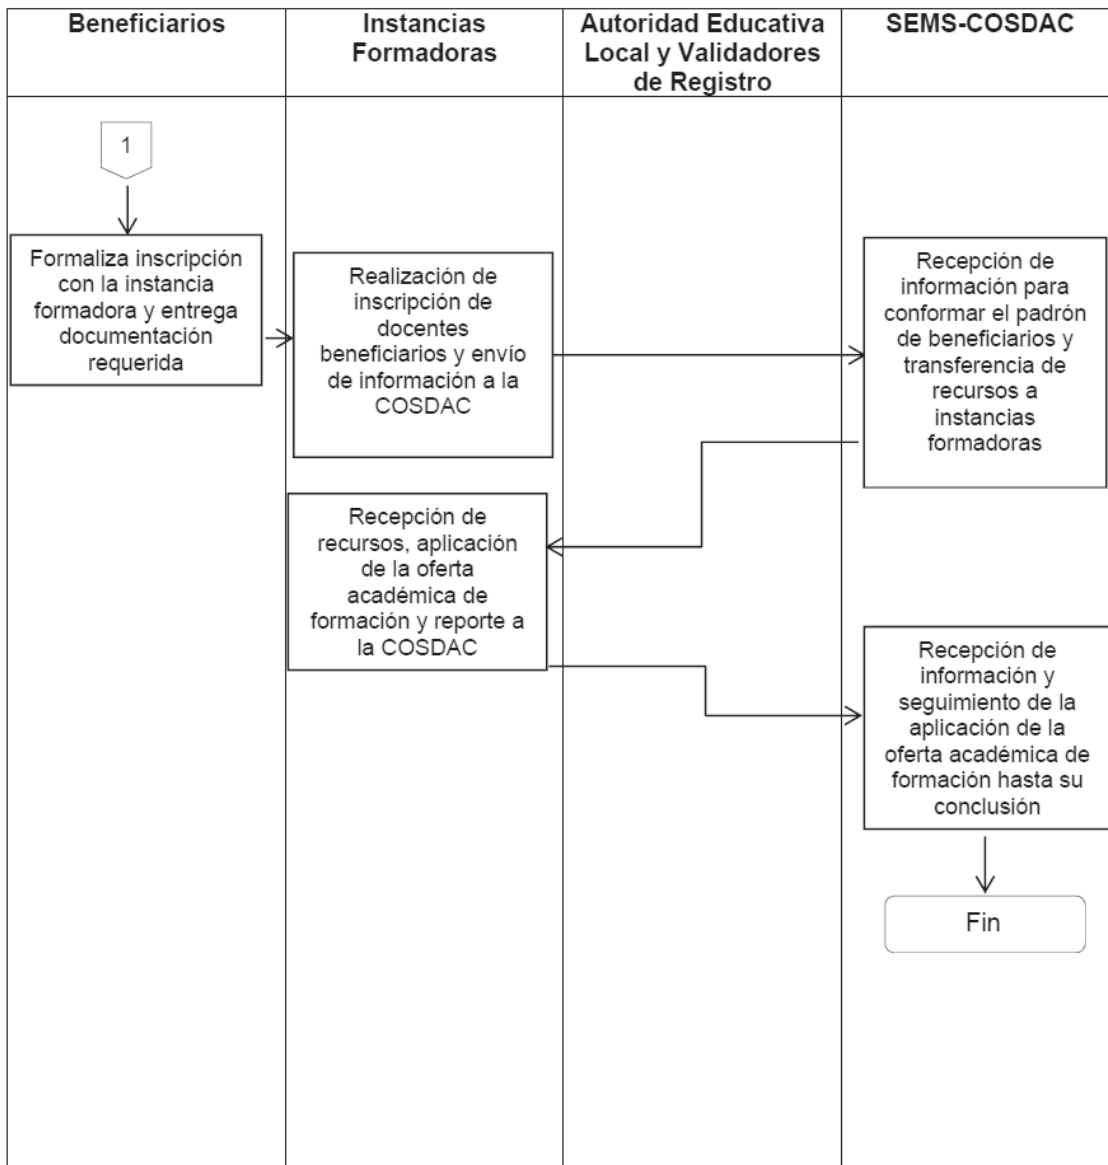 Beneficiarios
Instancias
Formadoras
Autoridad Educativa
Local y Validadores
de Registro
SEMS-COSDAC
1
Formaliza inscripción
con la instancia
formadora y entrega
documentación
requerida
Realización de
inscripción de
docentes
beneficiarios y envío
de información a la
COSDAC
Recepción de
información para
conformar el padrón
de beneficiarios y
transferencia de
recursos a
instancias
formadoras
Recepción de
recursos, aplicación
de la oferta
académica de
formación y reporte a
la COSDAC
Recepción de
información y
seguimiento de la
aplicación de la
oferta académica de
formación hasta su
conclusión
Fin